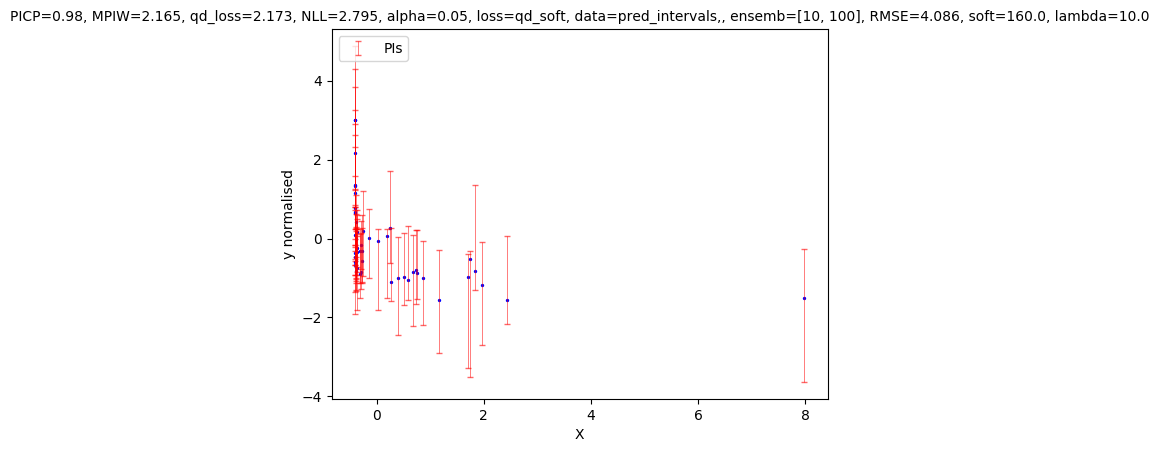 PICP=0.98, MPIW=2.165, qd_loss=2.173, NLL=2.795, alpha=0.05, loss=qd_soft, data=pred_intervals,, ensemb=[10, 100], RMSE=4.086, soft=160.0, lambda=10.0
PIs
4
2
0
−2
−4
y normalised
0 2 4 6 8
X